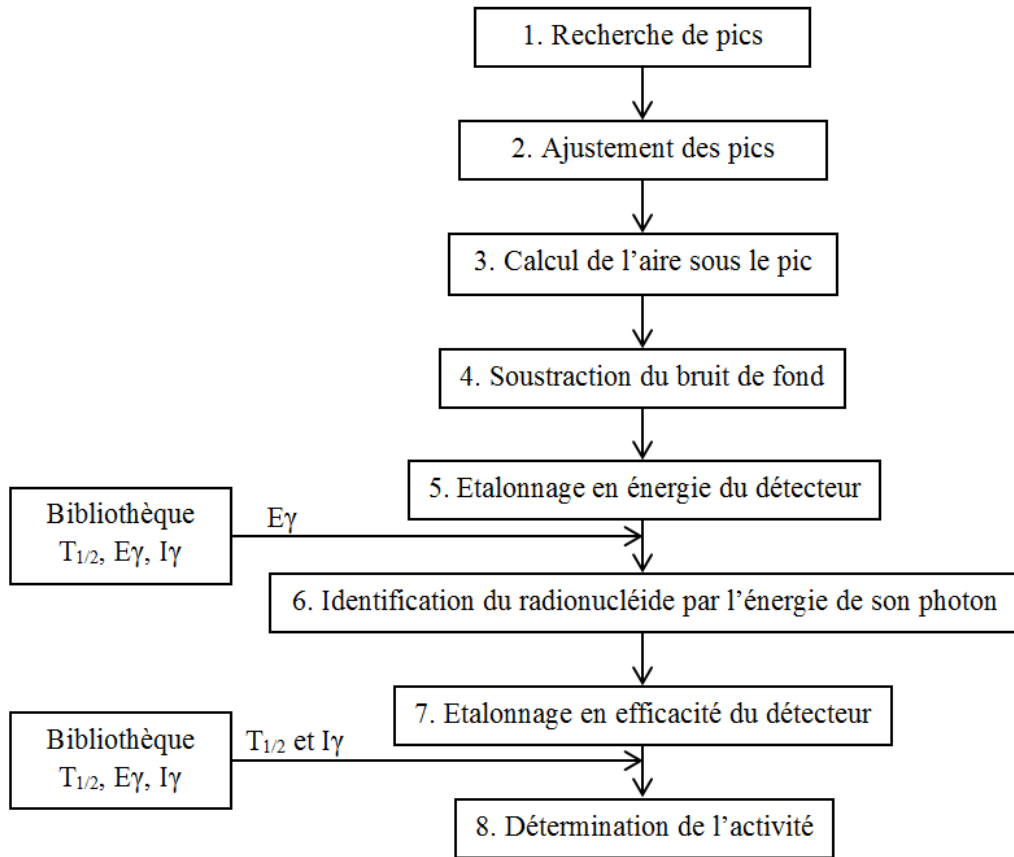 1. Recherche de pics
2. Ajustement des pics
3. Calcul de l’aire sous le pic
4. Soustraction du bruit de fond
5. Etalonnage en énergie du détecteur
Bibliothèque
T1/2, Eγ, Iγ
Eγ
6. Identification du radionucléide par l’énergie de son photon
7. Etalonnage en efficacité du détecteur
Bibliothèque
T1/2, Eγ, Iγ
T1/2 et Iγ
8. Détermination de l’activité